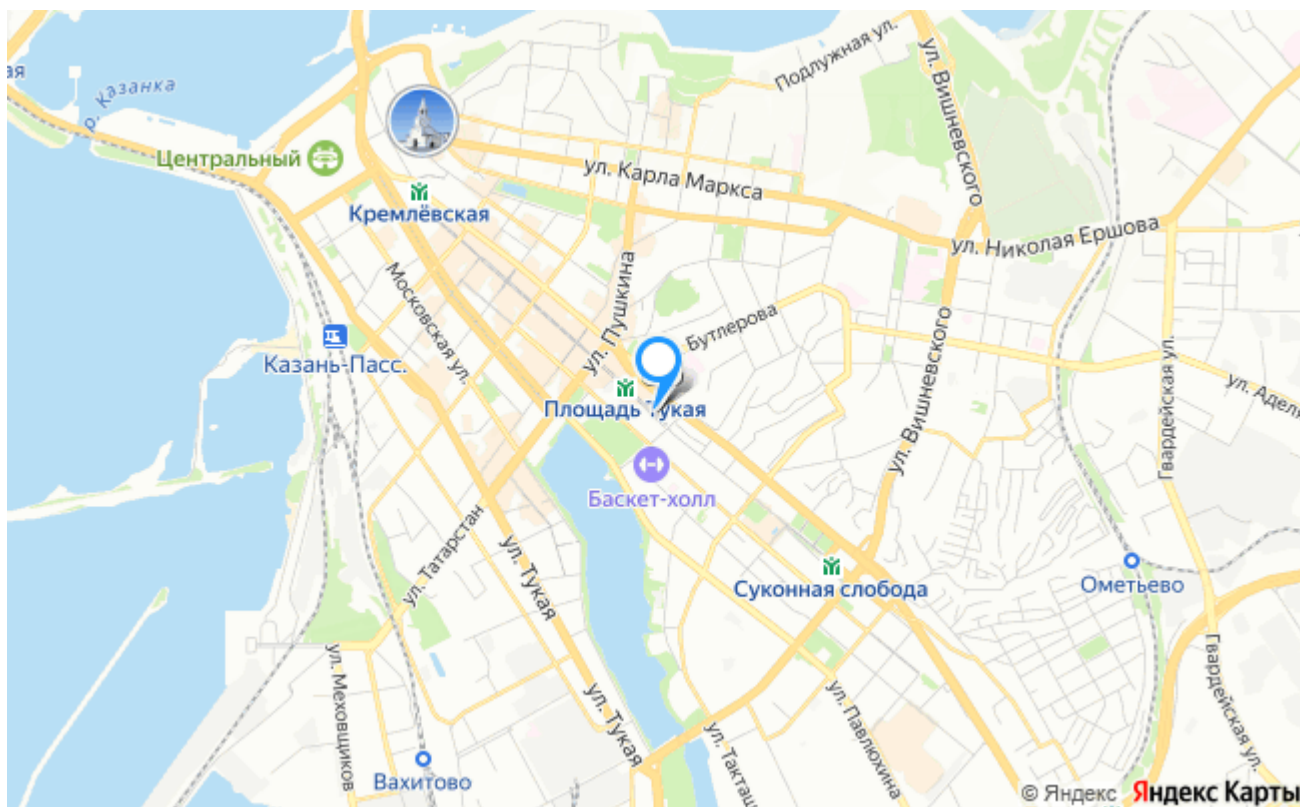 Подлужная ул.
ул. Вишневского
ая
р. Казанка
Центральный
ул. Карла Маркса
Кремлёвская
ул. Николая Ершова
Московская ул.
ул. Пушкина
Бутлерова
Казань-Пасс.
ул. Вишневского
Гвардейская ул.
ул. Адел
Площадь Тукая
Баскет-холл
ул. Татарстан
ул. Тукая
Суконная слобода
Ометьево
ул. Меховщиков
ул. Тукая
ул. Павлюхина
Гвардейская ул.
ул. Такташ
Вахитово
© Яндекс Яндекс Карты